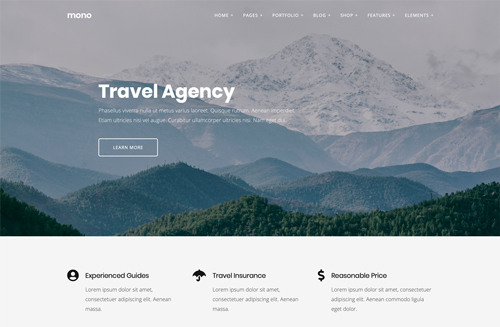 mono
HOME PAGES PORTFOLIO BLOG SHOP FEATURES ELEMENTS
Travel Agency
Phasellus viverra nulla ut metus varius laoreet. Quisque rutrum. Aenean imperdiet.
Etiam ultricies nisi vel augue. Curabitur ullamcorper ultricies nisi. Nam eget dui.
LEARN MORE
Experienced Guides
Lorem ipsum dolor sit amet,
consectetuer adipiscing elit. Aenean
massa.
Travel Insurance
Lorem ipsum dolor sit amet,
consectetuer adipiscing elit. Aenean
massa.
Reasonable Price
Lorem ipsum dolor sit amet, consectetuer
adipiscing elit. Aenean commodo ligula
eget dolor.